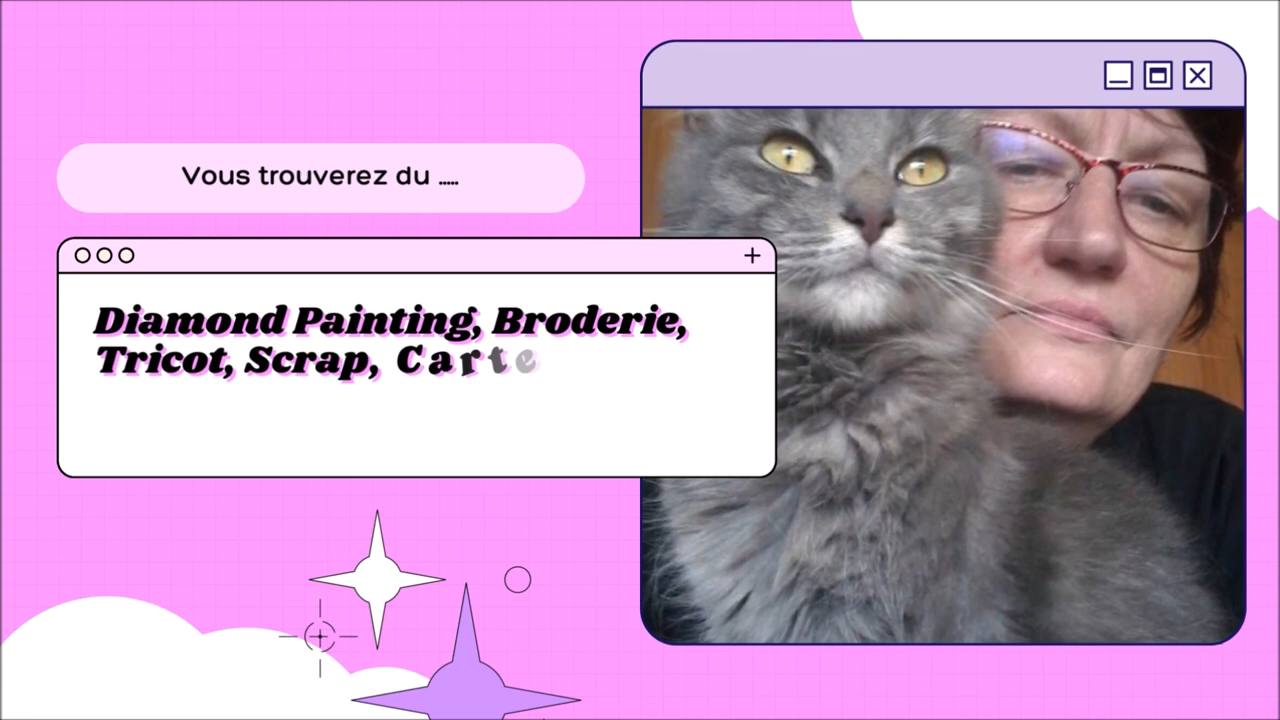 Vous trouverez du .....
Diamond Painting, Broderie,
Tricot, Scrap, Carte